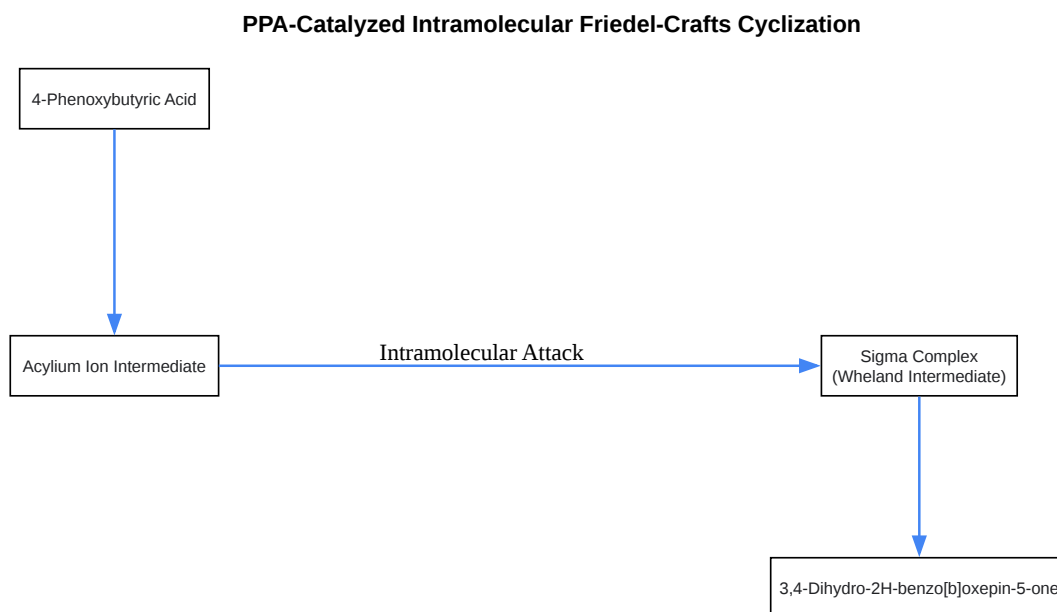 PPA-Catalyzed Intramolecular Friedel-Crafts Cyclization
4-Phenoxybutyric Acid
Acylium Ion Intermediate
Intramolecular Attack
Sigma Complex
(Wheland Intermediate)
3,4-Dihydro-2H-benzo[b]oxepin-5-one